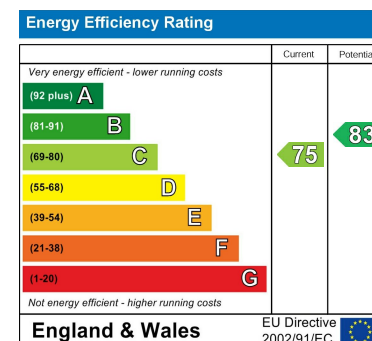 Energy Efficiency Rating
Current Potentia
Very energy efficient - lower running costs
(92 plus) A
(81-91) B
83
(69-80) C
75
(55-68) D
(39-54) E
(21-38) F
(1-20) G
Not energy efficient - higher running costs
England & Wales
EU Directive
2002/91/EC